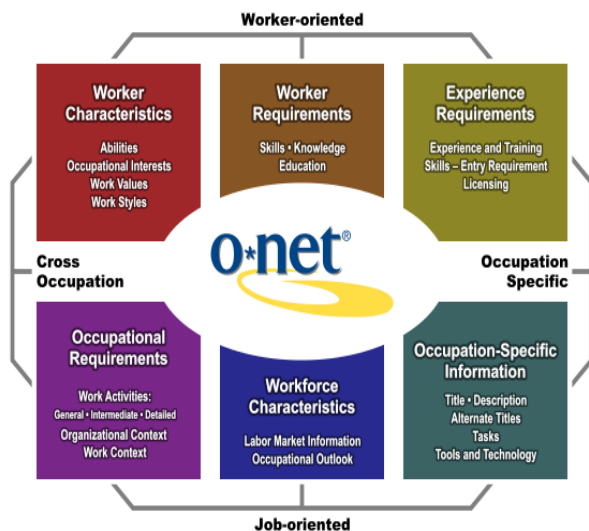 Worker-oriented
Worker
Characteristics
Abilities
Occupational Interests
Work Values
Work Styles
Worker
Requirements
Skills • Knowledge
Education
Experience
Requirements
Experience and Training
Skills – Entry Requirement
Licensing
Cross
Occupation
o*net®
Occupation
Specific
Occupational
Requirements
Work Activities:
General • Intermediate • Detailed
Organizational Context
Work Context
Workforce
Characteristics
Labor Market Information
Occupational Outlook
Occupation-Specific
Information
Title • Description
Alternate Titles
Tasks
Tools and Technology
Job-oriented